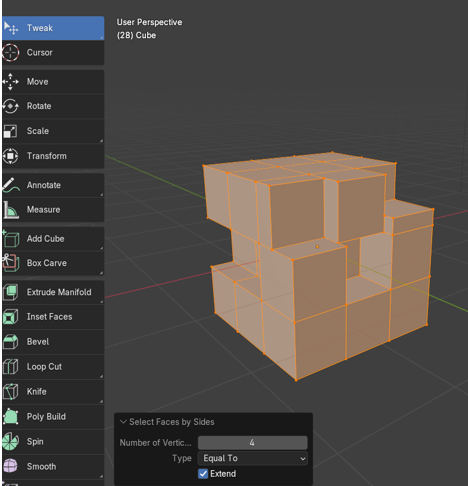 Tweak
Cursor
Move
Rotate
Scale
Transform
Annotate
Measure
Add Cube
Box Carve
Extrude Manifold
Inset Faces
Bevel
Loop Cut
Knife
Poly Build
Spin
Smooth
User Perspective
(28) Cube
Select Faces by Sides
Number of Vertic... 4
Type Equal To
Extend